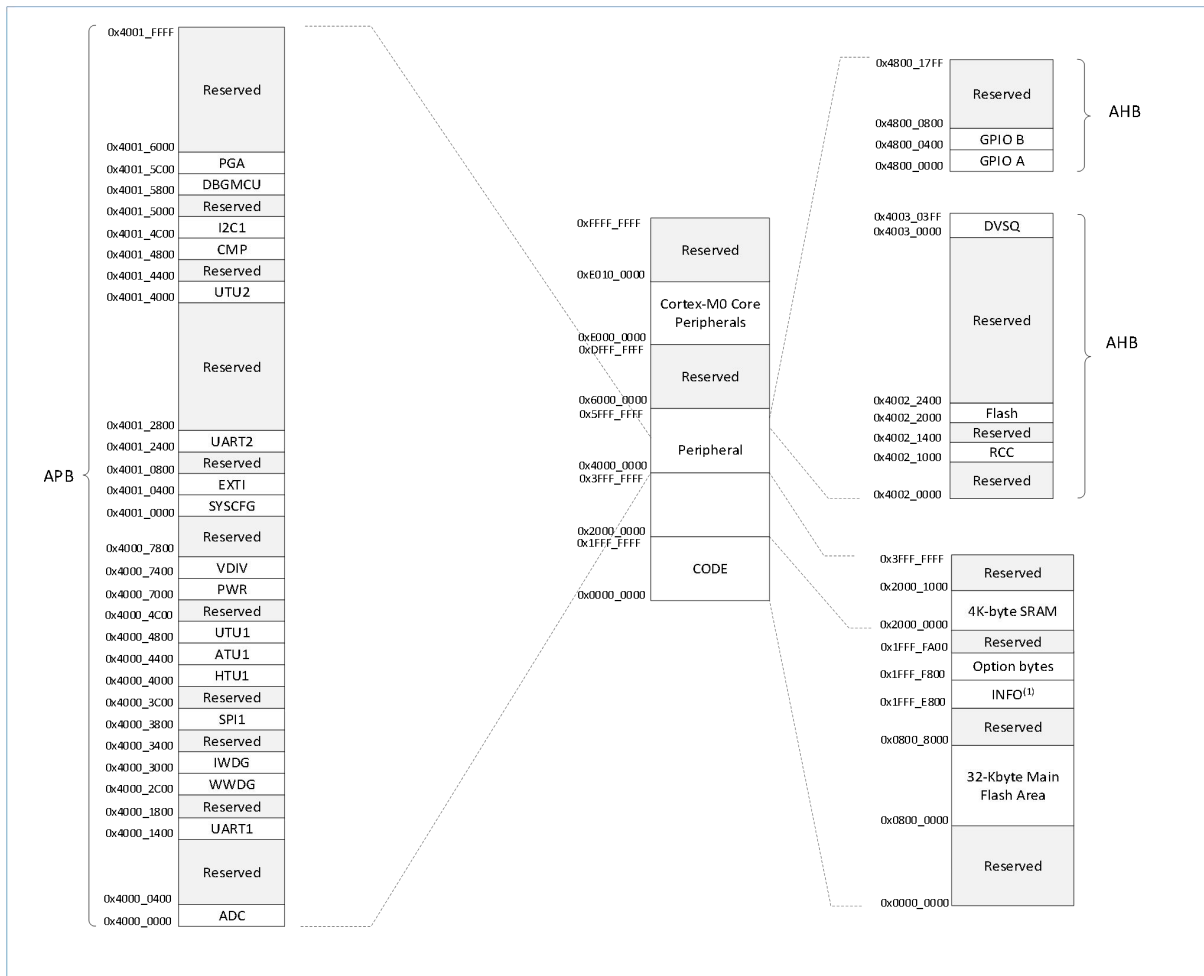 0x4001_FFFF
Reserved
0x4001_6000
PGA
0x4001_5C00
DBGMCU
0x4001_5800
Reserved
0x4001_5000
I2C1
0x4001_4C00
CMP
0x4001_4800
Reserved
0x4001_4400
UTU2
0x4001_4000
Reserved
0x4001_2800
UART2
0x4001_2400
Reserved
0x4001_0800
EXTI
0x4001_0400
SYSCFG
0x4001_0000
Reserved
0x4000_7800
VDIV
0x4000_7400
PWR
0x4000_7000
Reserved
0x4000_4C00
UTU1
0x4000_4800
ATU1
0x4000_4400
HTU1
0x4000_4000
Reserved
0x4000_3C00
SPI1
0x4000_3800
Reserved
0x4000_3400
IWDG
0x4000_3000
WWDG
0x4000_2C00
Reserved
0x4000_1800
UART1
0x4000_1400
Reserved
0x4000_0400
ADC
0x4000_0000
APB
0xFFFF_FFFF
Reserved
0xE010_0000
Cortex-M0 Core
Peripherals
0xE000_0000
0xDFFF_FFFF
Reserved
0x6000_0000
0x5FFF_FFFF
Peripheral
0x4000_0000
0x3FFF_FFFF
0x2000_0000
0x1FFF_FFFF
CODE
0x0000_0000
0x4800_17FF
Reserved
0x4800_0800
GPIO B
0x4800_0400
GPIO A
0x4800_0000
AHB
0x4003_03FF
DVSQ
0x4003_0000
Reserved
0x4002_2400
Flash
0x4002_2000
Reserved
0x4002_1400
RCC
0x4002_1000
Reserved
0x4002_0000
AHB
0x3FFF_FFFF
Reserved
0x2000_1000
4K-byte SRAM
0x2000_0000
Reserved
0x1FFF_FA00
Option bytes
0x1FFF_F800
INFO(1)
0x1FFF_E800
Reserved
0x0800_8000
32-Kbyte Main
Flash Area
0x0800_0000
Reserved
0x0000_0000